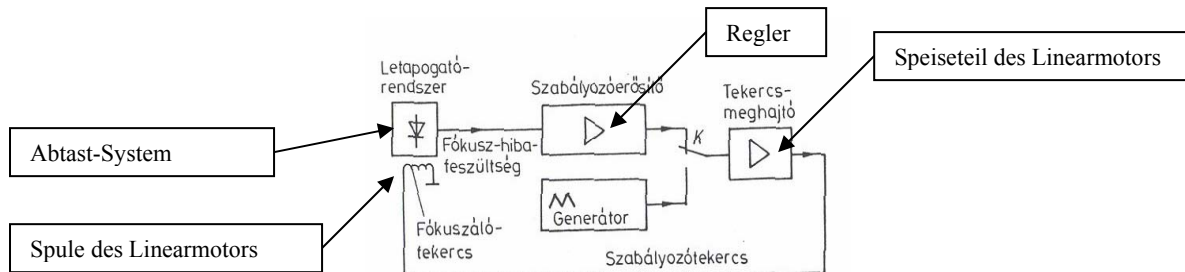 Regler
Speiseteil des Linearmotors
Letapogató-
rendszer
Szabályozóerősítő
Tekercs-
meghajtó
Abtast-System
Fókusz-hiba-
feszültség
K
Generátor
Spule des Linearmotors
Fókuszáló-
tekercs
Szabályozótekercs